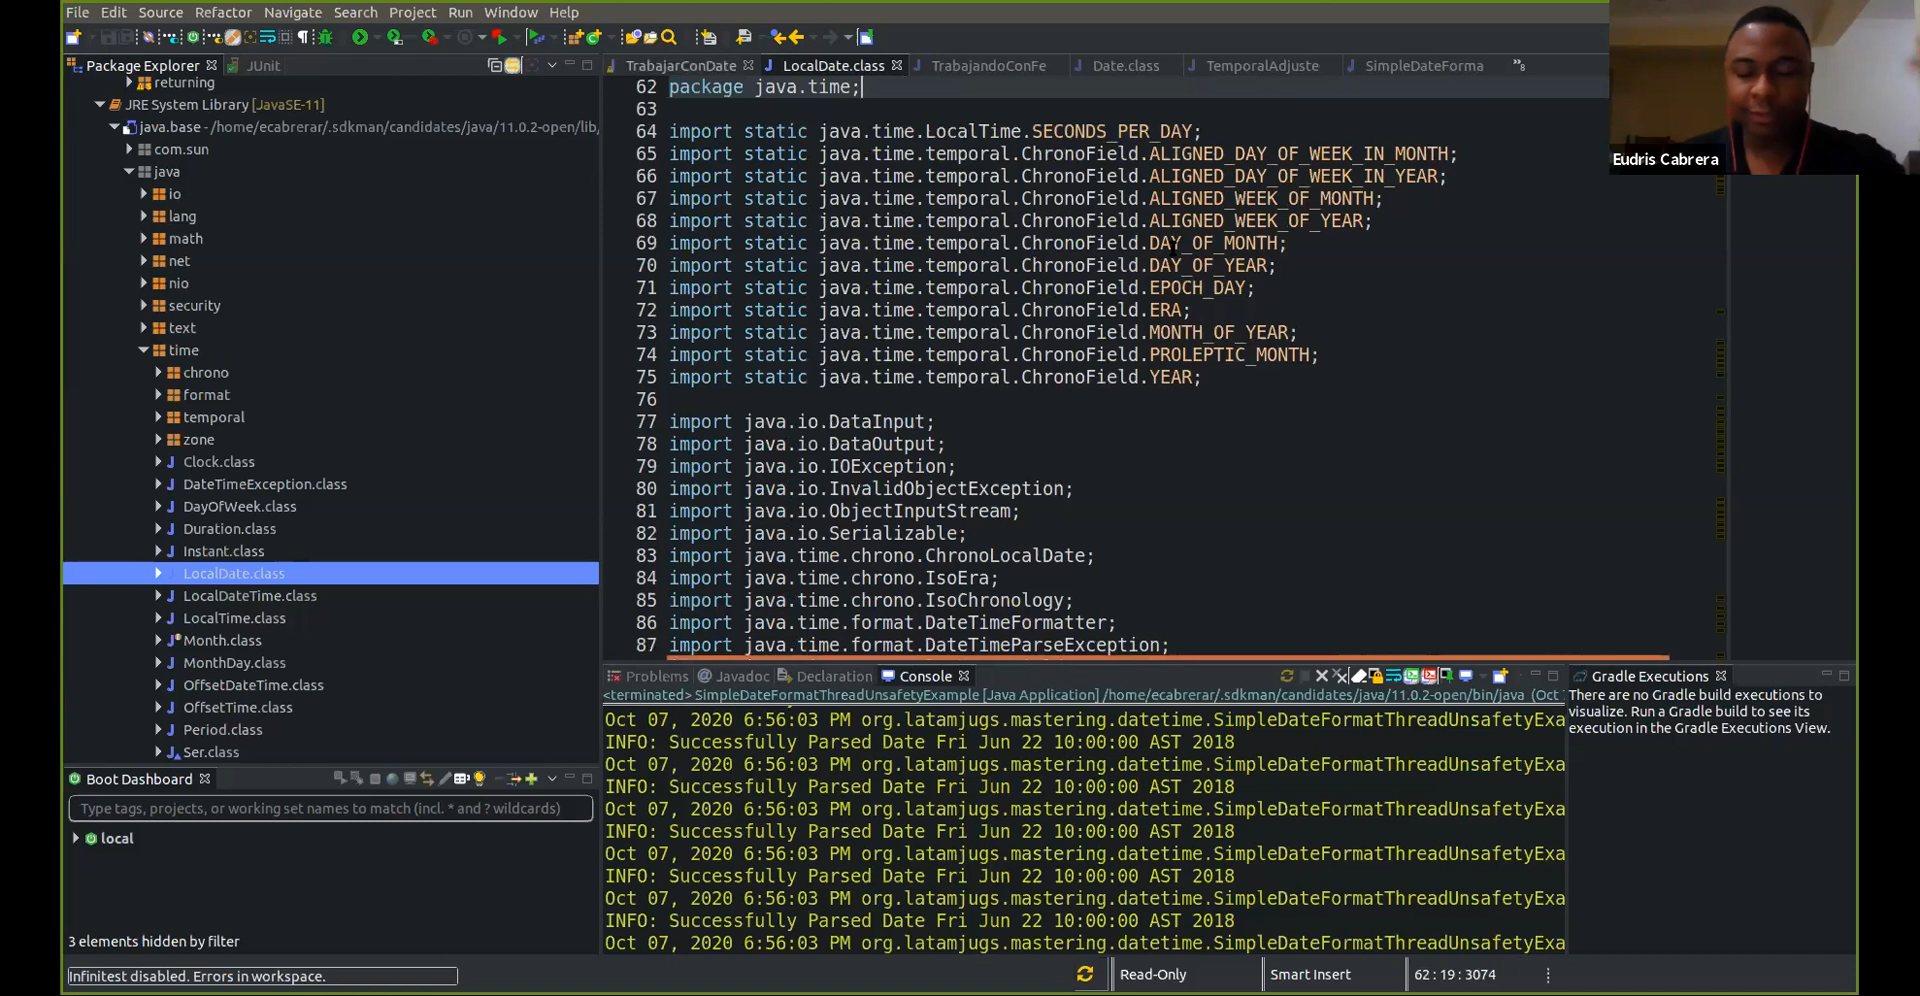 File Edit Source Refactor Navigate Search Project Run Window Help
Package Explorer JUnit
returning
JRE System Library [JavaSE-11]
java.base - /home/ecabrerar/.sdkman/candidates/java/11.0.2-open/lib/
com.sun
java
io
lang
math
net
nio
security
text
time
chrono
format
temporal
zone
Clock.class
DateTimeException.class
DayOfWeek.class
Duration.class
Instant.class
LocalDate.class
LocalDateTime.class
LocalTime.class
Month.class
MonthDay.class
OffsetDateTime.class
OffsetTime.class
Period.class
Ser.class
Boot Dashboard
Type tags, projects, or working set names to match (incl. * and ? wildcards)
local
3 elements hidden by filter
TrabajarConDate LocalDate.class TrabajandoConFe Date.class TemporalAdjuste SimpleDateForma »8
62 package java.time;
63
64 import static java.time.LocalTime.SECONDS_PER_DAY;
65 import static java.time.temporal.ChronoField.ALIGNED_DAY_OF_WEEK_IN_MONTH;
66 import static java.time.temporal.ChronoField.ALIGNED_DAY_OF_WEEK_IN_YEAR;
67 import static java.time.temporal.ChronoField.ALIGNED_WEEK_OF_MONTH;
68 import static java.time.temporal.ChronoField.ALIGNED_WEEK_OF_YEAR;
69 import static java.time.temporal.ChronoField.DAY_OF_MONTH;
70 import static java.time.temporal.ChronoField.DAY_OF_YEAR;
71 import static java.time.temporal.ChronoField.EPOCH_DAY;
72 import static java.time.temporal.ChronoField.ERA;
73 import static java.time.temporal.ChronoField.MONTH_OF_YEAR;
74 import static java.time.temporal.ChronoField.PROLEPTIC_MONTH;
75 import static java.time.temporal.ChronoField.YEAR;
76
77 import java.io.DataInput;
78 import java.io.DataOutput;
79 import java.io.IOException;
80 import java.io.InvalidObjectException;
81 import java.io.ObjectInputStream;
82 import java.io.Serializable;
83 import java.time.chrono.ChronoLocalDate;
84 import java.time.chrono.IsoEra;
85 import java.time.chrono.IsoChronology;
86 import java.time.format.DateTimeFormatter;
87 import java.time.format.DateTimeParseException;
Eudris Cabrera
Problems @ Javadoc Declaration Console
<terminated> SimpleDateFormatThreadUnsafetyExample [Java Application] /home/ecabrerar/.sdkman/candidates/java/11.0.2-open/bin/java (Oct
Oct 07, 2020 6:56:03 PM org.latamjugs.mastering.datetime.SimpleDateFormatThreadUnsafetyExa
INFO: Successfully Parsed Date Fri Jun 22 10:00:00 AST 2018
Oct 07, 2020 6:56:03 PM org.latamjugs.mastering.datetime.SimpleDateFormatThreadUnsafetyExa
INFO: Successfully Parsed Date Fri Jun 22 10:00:00 AST 2018
Oct 07, 2020 6:56:03 PM org.latamjugs.mastering.datetime.SimpleDateFormatThreadUnsafetyExa
INFO: Successfully Parsed Date Fri Jun 22 10:00:00 AST 2018
Oct 07, 2020 6:56:03 PM org.latamjugs.mastering.datetime.SimpleDateFormatThreadUnsafetyExa
INFO: Successfully Parsed Date Fri Jun 22 10:00:00 AST 2018
Oct 07, 2020 6:56:03 PM org.latamjugs.mastering.datetime.SimpleDateFormatThreadUnsafetyExa
INFO: Successfully Parsed Date Fri Jun 22 10:00:00 AST 2018
Oct 07, 2020 6:56:03 PM org.latamjugs.mastering.datetime.SimpleDateFormatThreadUnsafetyExa
Gradle Executions
There are no Gradle build executions to
visualize. Run a Gradle build to see its
execution in the Gradle Executions View.
Infinitest disabled. Errors in workspace.
Read-Only Smart Insert 62 : 19 : 3074